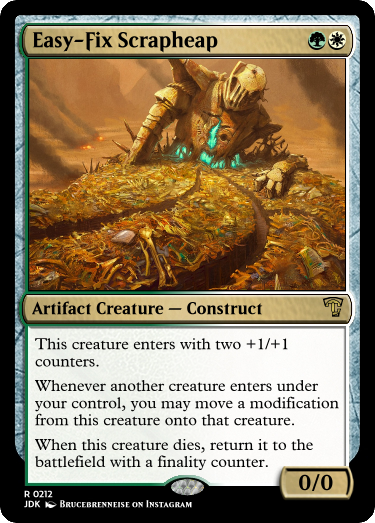 Easy-Fix Scrapheap
Artifact Creature — Construct
This creature enters with two +1/+1
counters.
Whenever another creature enters under
your control, you may move a modification
from this creature onto that creature.
When this creature dies, return it to the
battlefield with a finality counter.
0/0
R 0212
JDK Brucebrenneise on Instagram